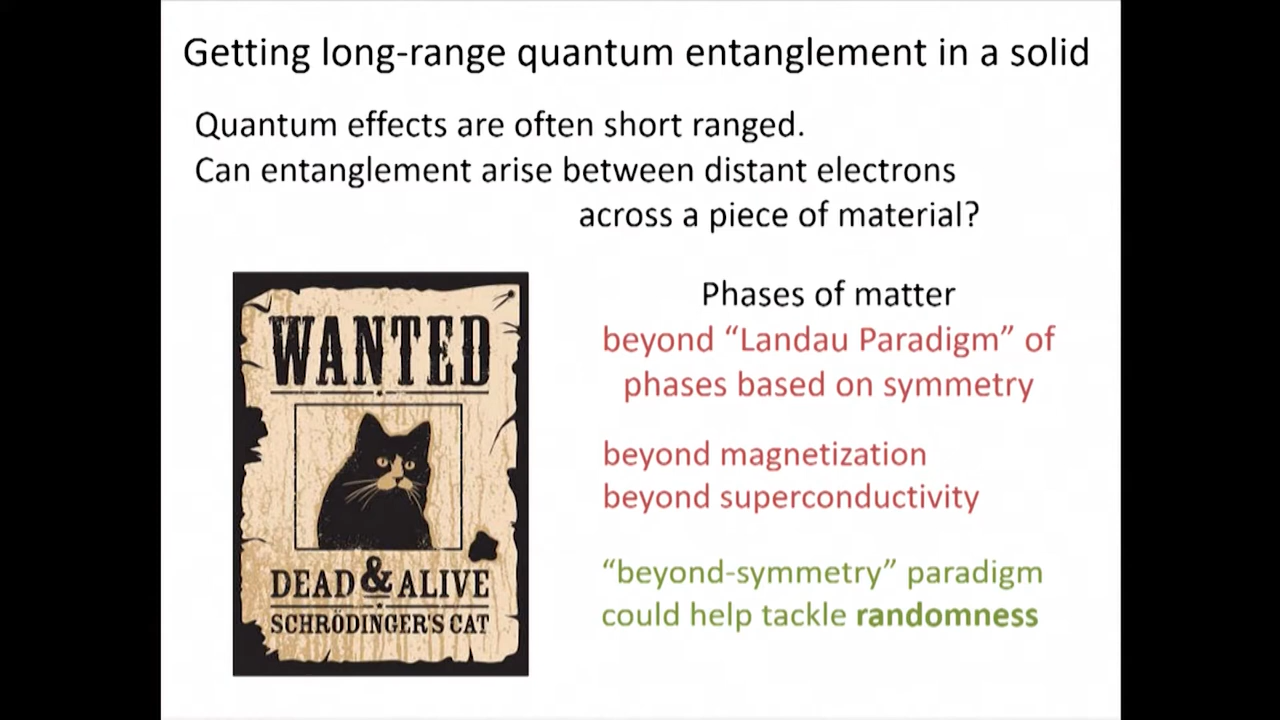 Getting long-range quantum entanglement in a solid
Quantum effects are often short ranged.
Can entanglement arise between distant electrons
across a piece of material?
WANTED
DEAD & ALIVE
SCHRÖDINGER'S CAT
Phases of matter
beyond “Landau Paradigm” of
phases based on symmetry
beyond magnetization
beyond superconductivity
“beyond-symmetry” paradigm
could help tackle randomness